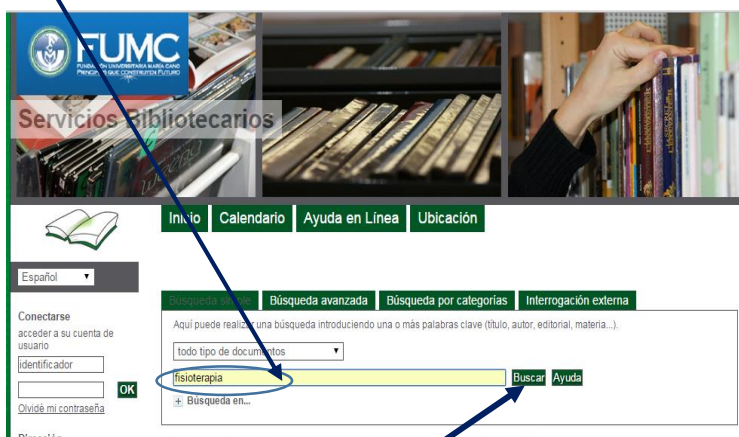 FUMC
FUNDACIÓN UNIVERSITARIA MARÍA CANO
PRINCIPIOS QUE CONSTRUYEN FUTURO
Servicios Bibliotecarios
Inicio Calendario Ayuda en Línea Ubicación
Español
Búsqueda simple Búsqueda avanzada Búsqueda por categorías Interrogación externa
Aquí puede realizar una búsqueda introduciendo una o más palabras clave (título, autor, editorial, materia...).
todo tipo de documentos
fisioterapia Buscar Ayuda
+ Búsqueda en...
Conectarse
acceder a su cuenta de
usuario
identificador
OK
Olvidé mi contraseña
Dirección